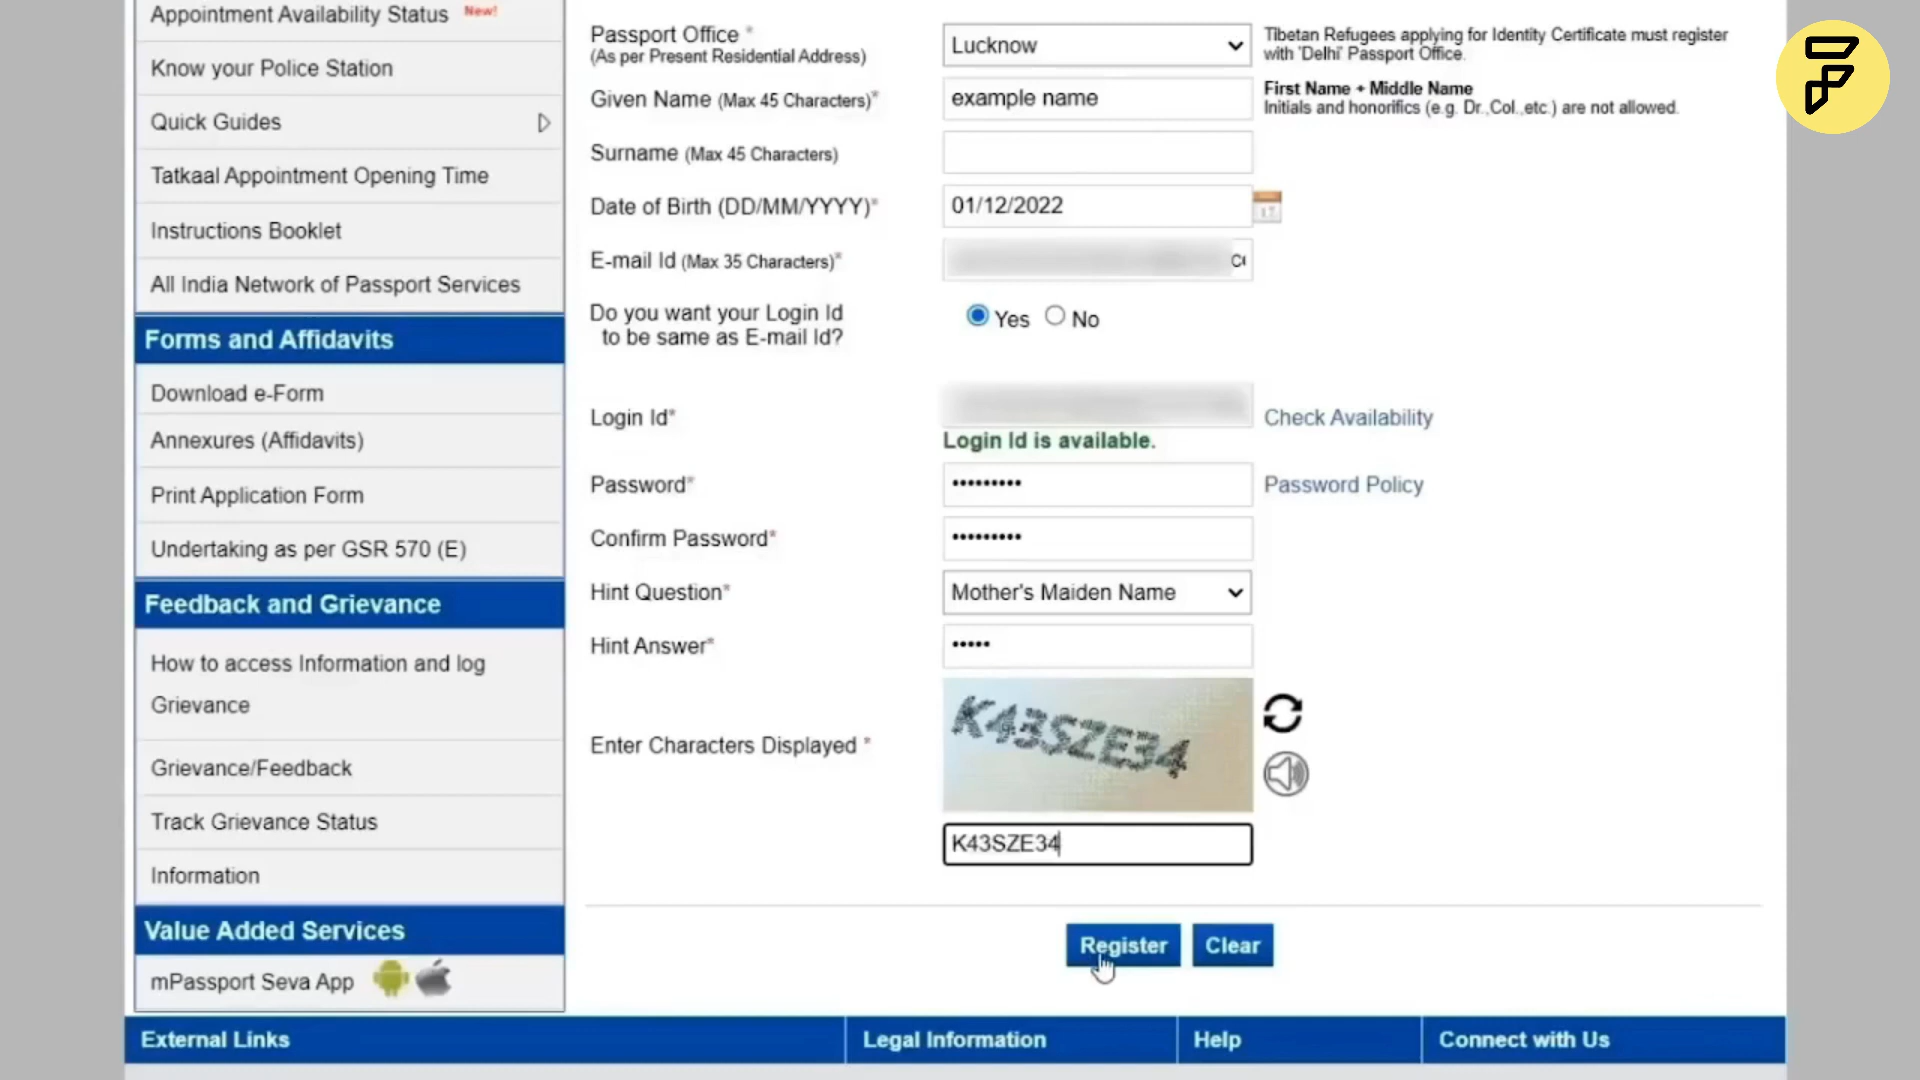 Appointment Availability Status New!
Know your Police Station
Quick Guides
Tatkaal Appointment Opening Time
Instructions Booklet
All India Network of Passport Services
Forms and Affidavits
Download e-Form
Annexures (Affidavits)
Print Application Form
Undertaking as per GSR 570 (E)
Feedback and Grievance
How to access Information and log
Grievance
Grievance/Feedback
Track Grievance Status
Information
Value Added Services
mPassport Seva App
Passport Office *
(As per Present Residential Address)
Lucknow
Tibetan Refugees applying for Identity Certificate must register
with 'Delhi' Passport Office.
Given Name (Max 45 Characters)*
example name
First Name + Middle Name
Initials and honorifics (e.g. Dr.,Col.,etc.) are not allowed.
Surname (Max 45 Characters)
Date of Birth (DD/MM/YYYY)*
01/12/2022
E-mail Id (Max 35 Characters)*
Do you want your Login Id
to be same as E-mail Id?
Yes No
Login Id*
Check Availability
Login Id is available.
Password*
•••••••••
Password Policy
Confirm Password*
•••••••••
Hint Question*
Mother's Maiden Name
Hint Answer*
•••••
Enter Characters Displayed *
K43SZE34
K43SZE34
Register Clear
External Links
Legal Information
Help
Connect with Us